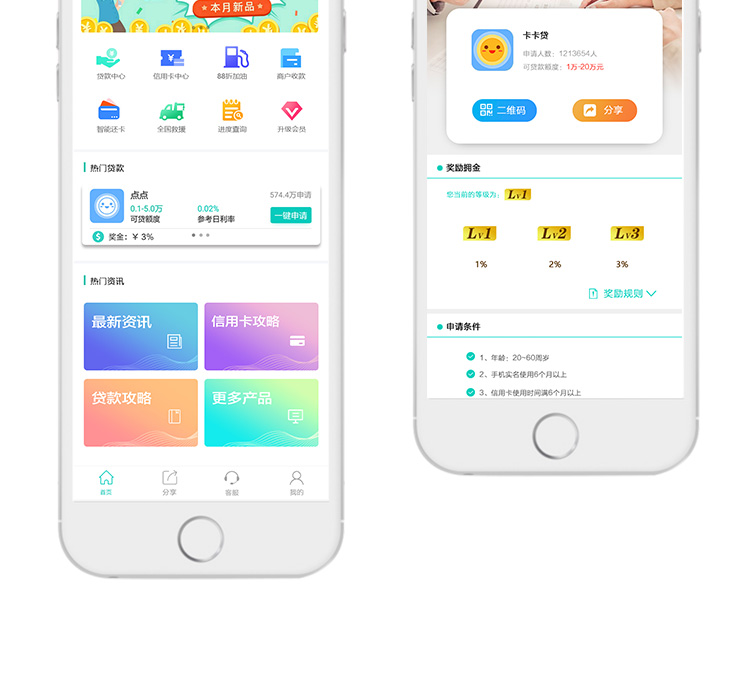 本月新品
贷款中心
信用卡中心
88折加油
商户收款
智能还卡
全国救援
进度查询
升级会员
热门贷款
点点
574.4万申请
0.1-5.0万
0.02%
可贷额度
参考日利率
一键申请
奖金：￥3%
热门资讯
最新资讯
信用卡攻略
贷款攻略
更多产品
首页
分享
客服
我的
卡卡贷
申请人数：1213654人
可贷款额度：1万-20万元
二维码
分享
奖励拥金
您当前的等级为：Lv1
Lv1
Lv2
Lv3
1%
2%
3%
奖励规则
申请条件
1、年龄：20-60周岁
2、手机实名使用6个月以上
3、信用卡使用时间满6个月以上